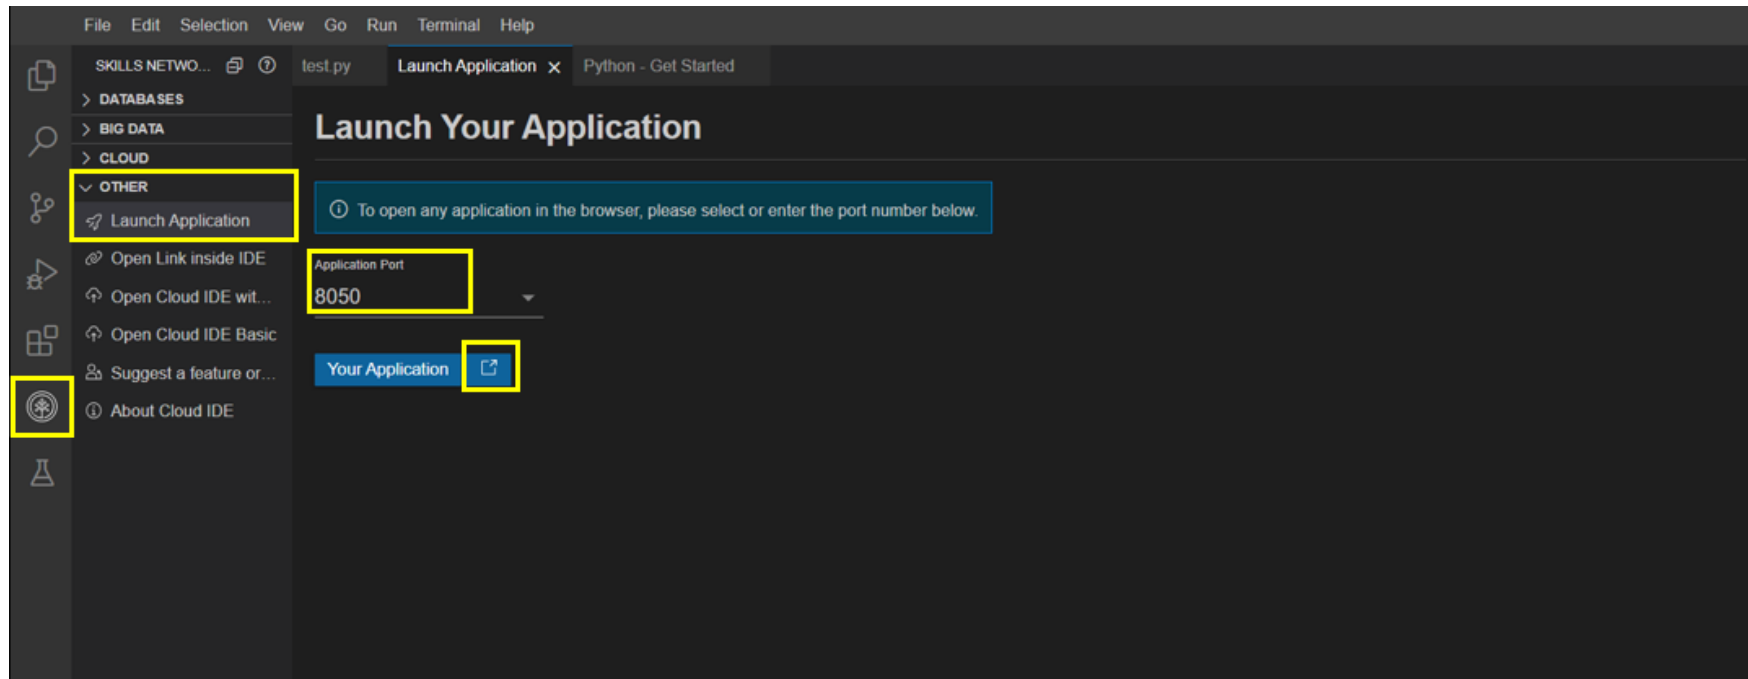 File Edit Selection View Go Run Terminal Help
SKILLS NETWO...
test.py Launch Application Python - Get Started
DATABASES
BIG DATA
CLOUD
OTHER
Launch Application
Open Link inside IDE
Open Cloud IDE wit...
Open Cloud IDE Basic
Suggest a feature or...
About Cloud IDE
Launch Your Application
To open any application in the browser, please select or enter the port number below.
Application Port
8050
Your Application